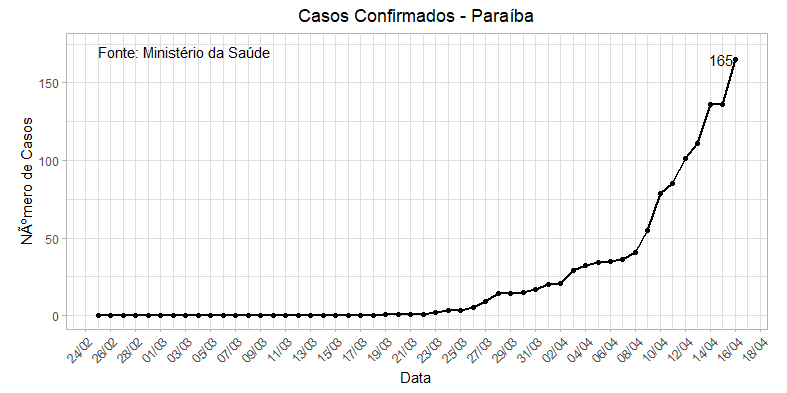 Casos Confirmados - Paraíba
Fonte: Ministério da Saúde
165
NÃºmero de Casos
150
100
50
0
24/02 26/02 28/02 01/03 03/03 05/03 07/03 09/03 11/03 13/03 15/03 17/03 19/03 21/03 23/03 25/03 27/03 29/03 31/03 02/04 04/04 06/04 08/04 10/04 12/04 14/04 16/04 18/04
Data